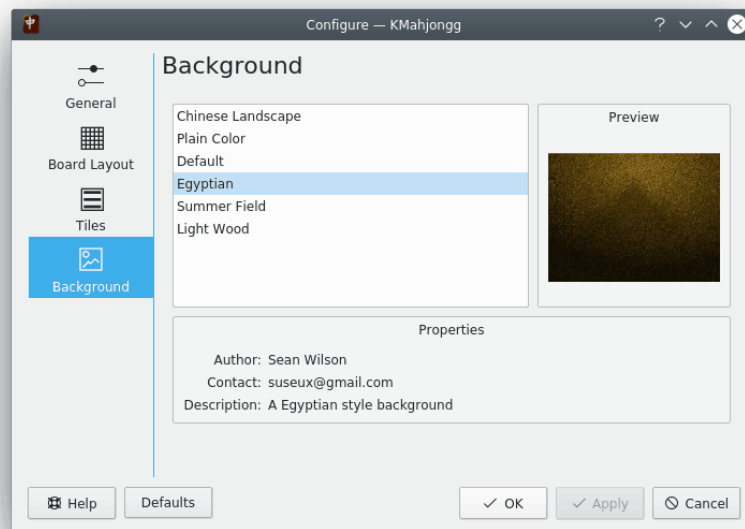 Configure — KMahjongg
Background
General
Board Layout
Tiles
Background
Chinese Landscape
Plain Color
Default
Egyptian
Summer Field
Light Wood
Preview
Properties
Author: Sean Wilson
Contact: suseux@gmail.com
Description: A Egyptian style background
Help
Defaults
OK
Apply
Cancel